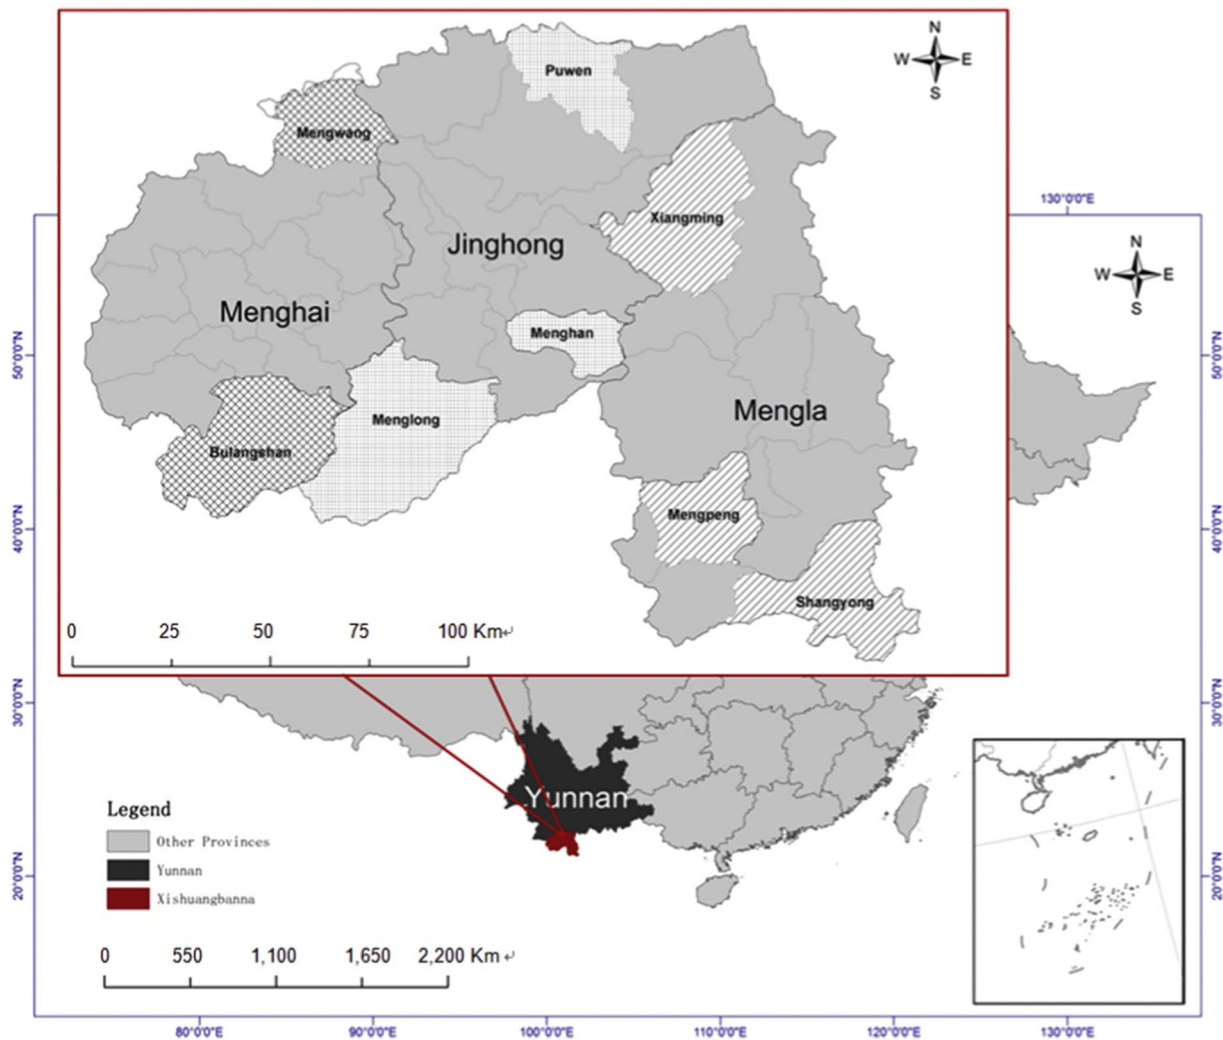 N
W E
S
Puwen
Mengwang
Xiangming
Jinghong
Menghai
Menghan
Mengla
Menglong
Bulangshan
Mengpeng
Shangyong
0 25 50 75 100 Km↵
130°0'0"E
N
W E
S
50°0'0"N
50°0'0"N
40°0'0"N
40°0'0"N
30°0'0"N
30°0'0"N
20°0'0"N
20°0'0"N
Yunnan
Legend
Other Provinces
Yunnan
Xishuangbanna
0 550 1,100 1,650 2,200 Km↵
80°0'0"E 90°0'0"E 100°0'0"E 110°0'0"E 120°0'0"E 130°0'0"E